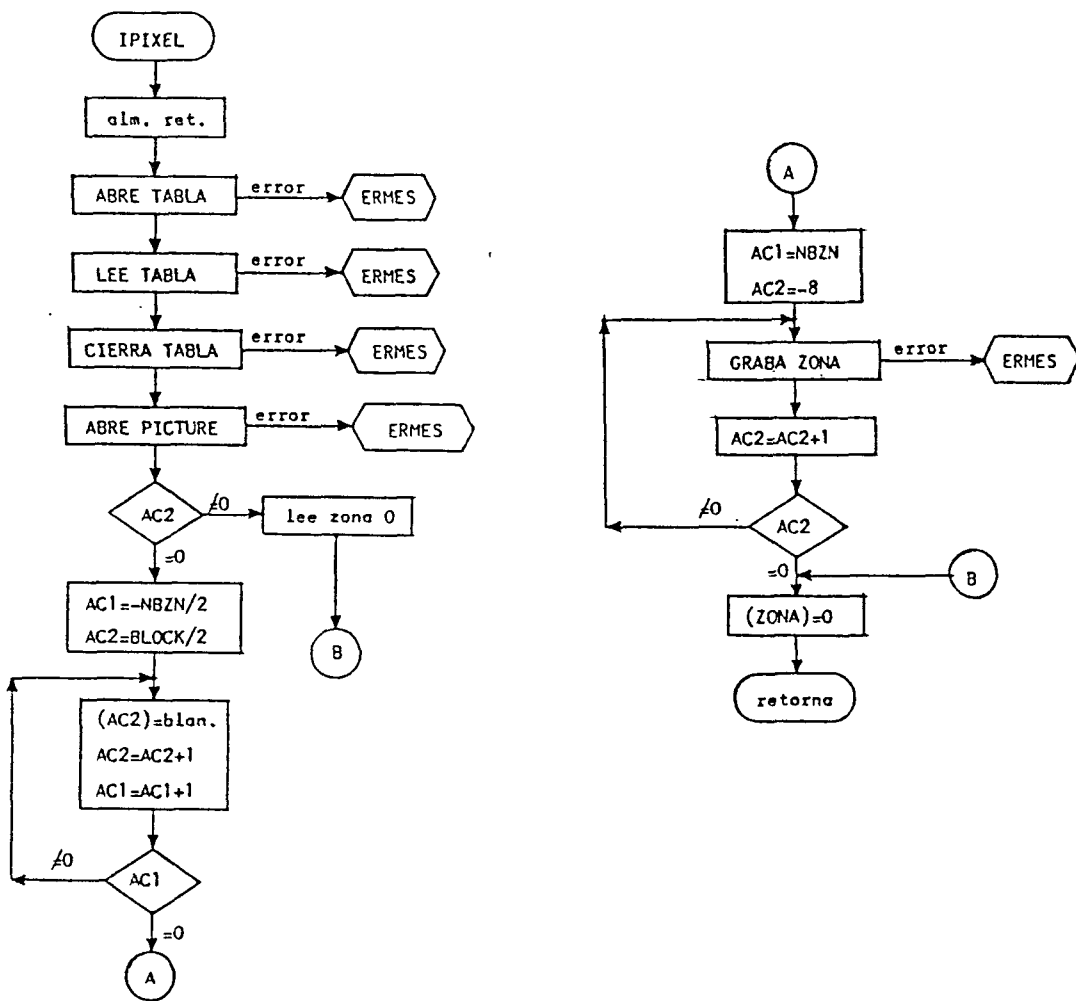 IPIXEL
alm. ret.
ABRE TABLA
error
ERMES
LEE TABLA
error
ERMES
CIERRA TABLA
error
ERMES
ABRE PICTURE
error
ERMES
AC2
≠0
lee zona 0
=0
AC1=-NBZN/2
AC2=BLOCK/2
B
(AC2)=blan.
AC2=AC2+1
AC1=AC1+1
≠0
AC1
=0
A
A
AC1=NBZN
AC2=-8
GRABA ZONA
error
ERMES
AC2=AC2+1
≠0
AC2
=0
B
(ZONA)=0
retorna